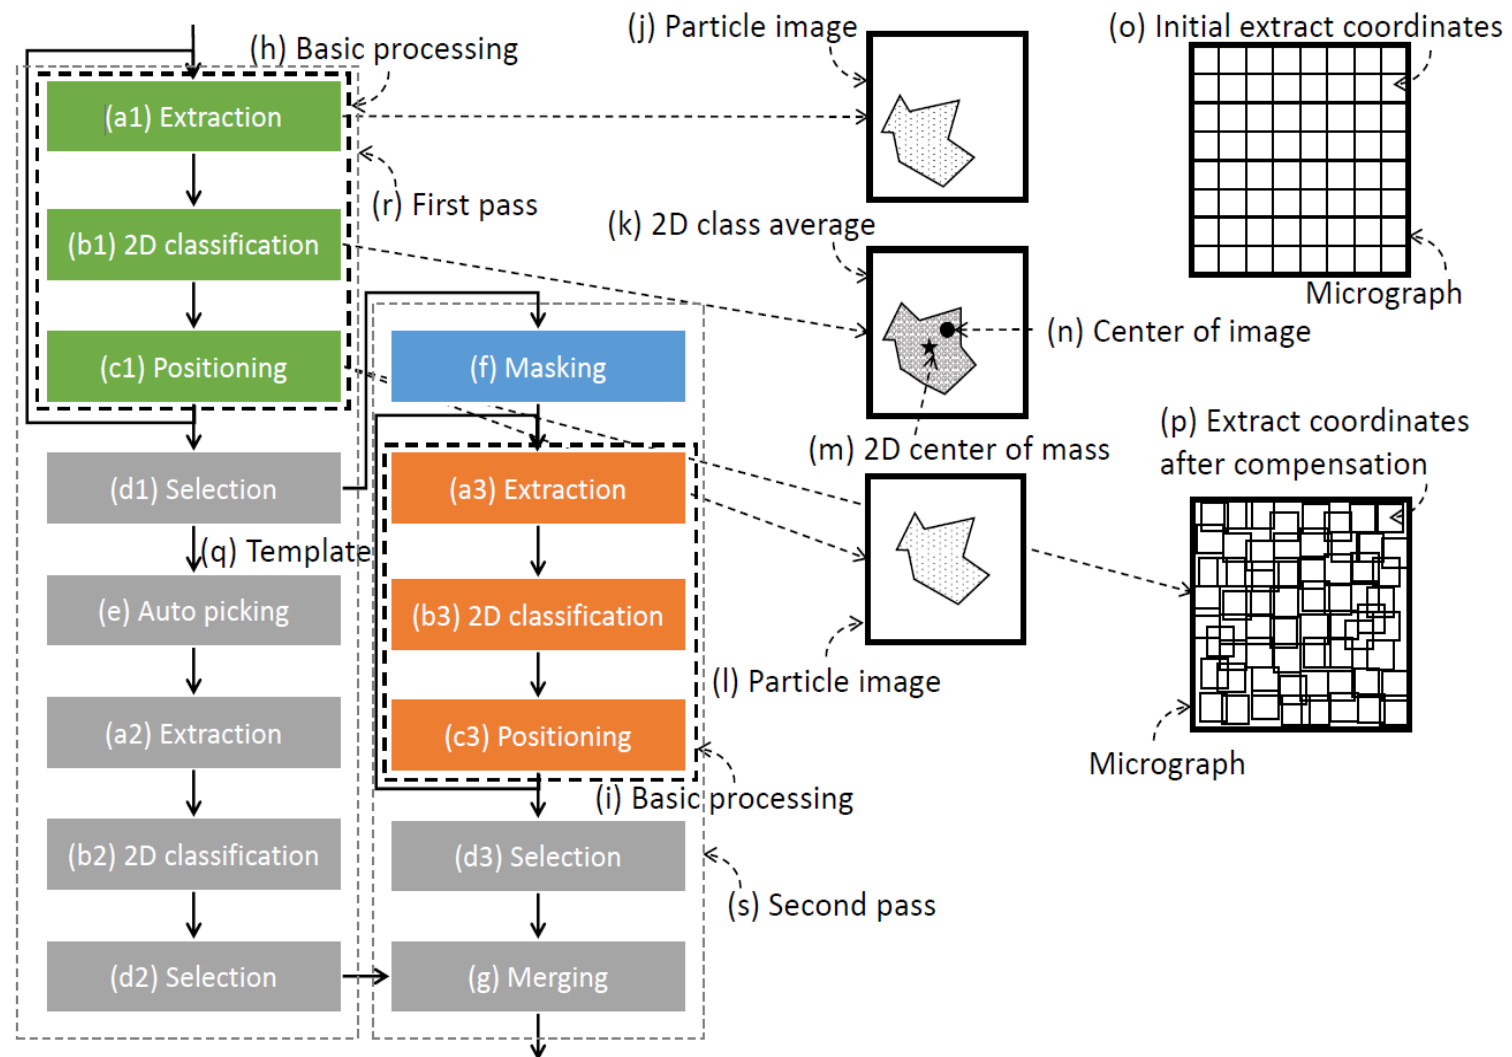 (h) Basic processing
(a1) Extraction
(r) First pass
(b1) 2D classification
(c1) Positioning
(d1) Selection
(q) Template
(e) Auto picking
(a2) Extraction
(b2) 2D classification
(d2) Selection
(f) Masking
(a3) Extraction
(b3) 2D classification
(c3) Positioning
(i) Basic processing
(d3) Selection
(s) Second pass
(g) Merging
(j) Particle image
(k) 2D class average
(n) Center of image
(m) 2D center of mass
(l) Particle image
(o) Initial extract coordinates
Micrograph
(p) Extract coordinates
after compensation
Micrograph